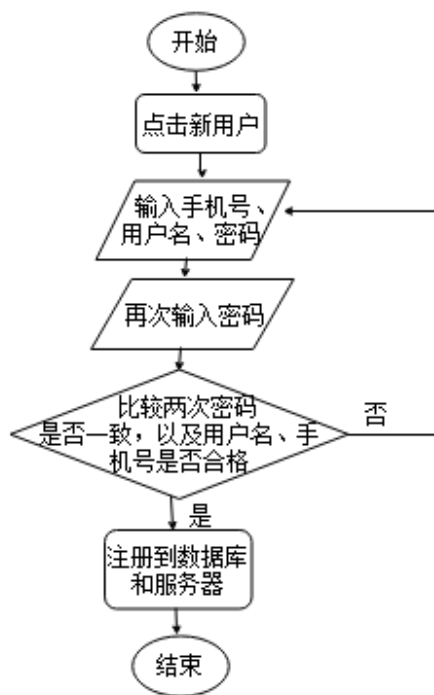 开始
点击新用户
输入手机号、
用户名、密码
再次输入密码
比较两次密码
是否一致，以及用户名、手
机号是否合格
否
是
注册到数据库
和服务器
结束